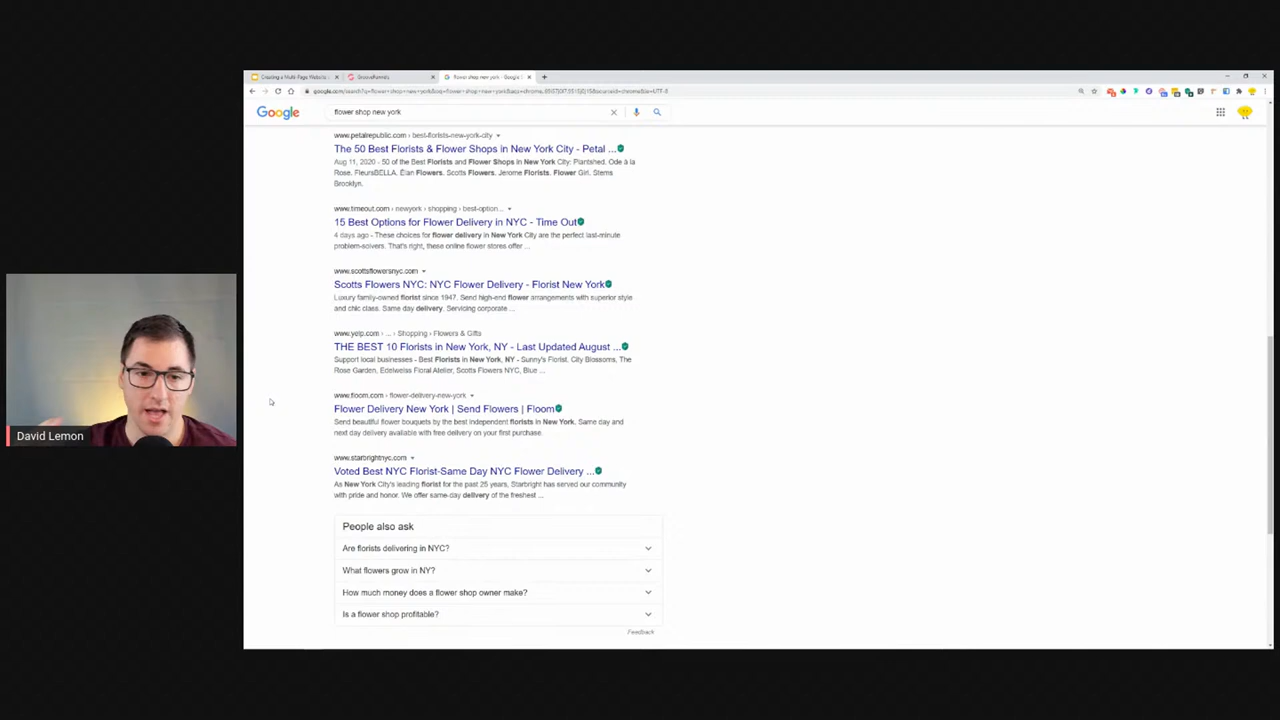 Creating a Multi-Page Website
GrooveFunnels
flower shop new york - Google S
Google
flower shop new york
www.petalrepublic.com › best-florists-new-york-city
The 50 Best Florists & Flower Shops in New York City - Petal ...
Aug 11, 2020 - 50 of the Best Florists and Flower Shops in New York City: Plantshed. Ode à la
Rose. FleursBELLA. Élan Flowers. Scotts Flowers. Jerome Florists. Flower Girl. Stems
Brooklyn.
www.timeout.com › newyork › shopping › best-option...
15 Best Options for Flower Delivery in NYC - Time Out
4 days ago - These choices for flower delivery in New York City are the perfect last-minute
problem-solvers. That's right, these online flower stores offer ...
www.scottsflowersnyc.com
Scotts Flowers NYC: NYC Flower Delivery - Florist New York
Luxury family-owned florist since 1947. Send high-end flower arrangements with superior style
and chic class. Same day delivery, Servicing corporate ...
www.yelp.com › ... › Shopping › Flowers & Gifts
THE BEST 10 Florists in New York, NY - Last Updated August ...
Support local businesses - Best Florists in New York, NY - Sunny's Florist, City Blossoms, The
Rose Garden, Edelweiss Floral Atelier, Scotts Flowers NYC, Blue ...
www.floom.com › flower-delivery-new-york
Flower Delivery New York | Send Flowers | Floom
Send beautiful flower bouquets by the best independent florists in New York. Same day and
next day delivery available with free delivery on your first purchase.
David Lemon
www.starbrightnyc.com
Voted Best NYC Florist-Same Day NYC Flower Delivery ...
As New York City's leading florist for the past 25 years, Starbright has served our community
with pride and honor. We offer same-day delivery of the freshest ...
People also ask
Are florists delivering in NYC?
What flowers grow in NY?
How much money does a flower shop owner make?
Is a flower shop profitable?
Feedback